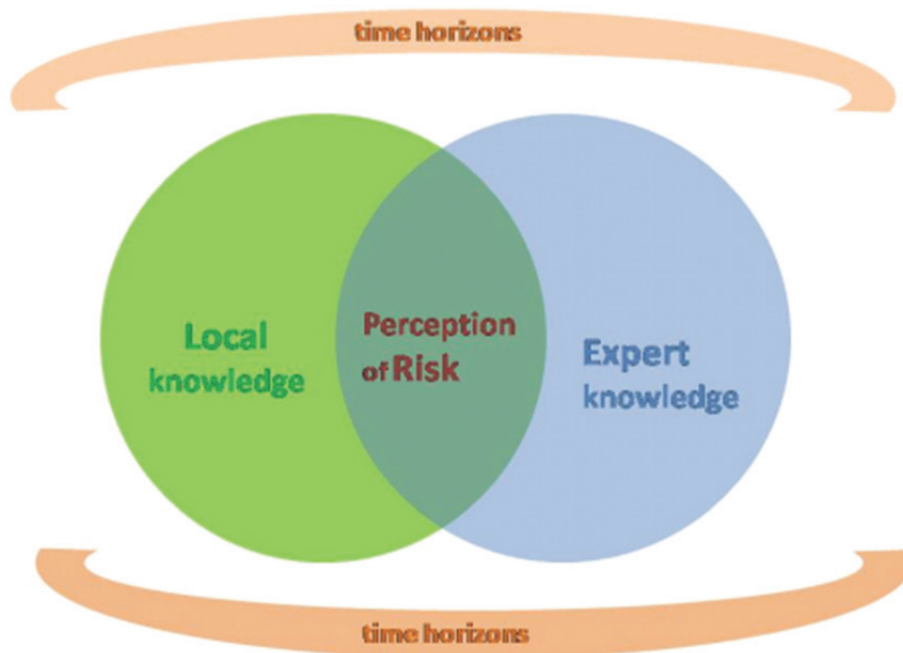 time horizons
Local
knowledge
Perception
of Risk
Expert
knowledge
time horizons